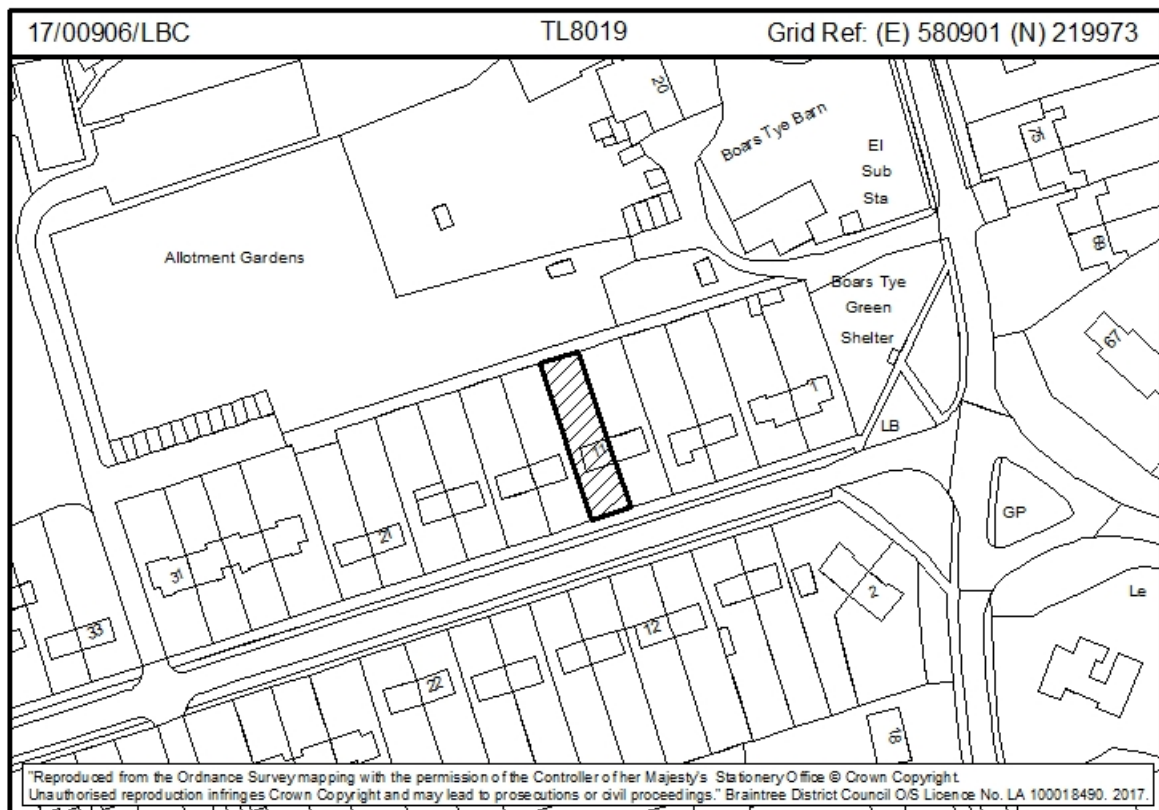 17/00906/LBC TL8019 Grid Ref: (E) 580901 (N) 219973
20
Boars Tye Barn
El
Sub
Sta
75
69
Allotment Gardens
Boars Tye
Green
Shelter
67
1
LB
11
GP
21
31
2
Le
33
12
22
18
"Reproduced from the Ordnance Survey mapping with the permission of the Controller of her Majesty's Stationery Office © Crown Copyright.
Unauthorised reproduction infringes Crown Copyright and may lead to prosecutions or civil proceedings." Braintree District Council O/S Licence No. LA 100018490. 2017.